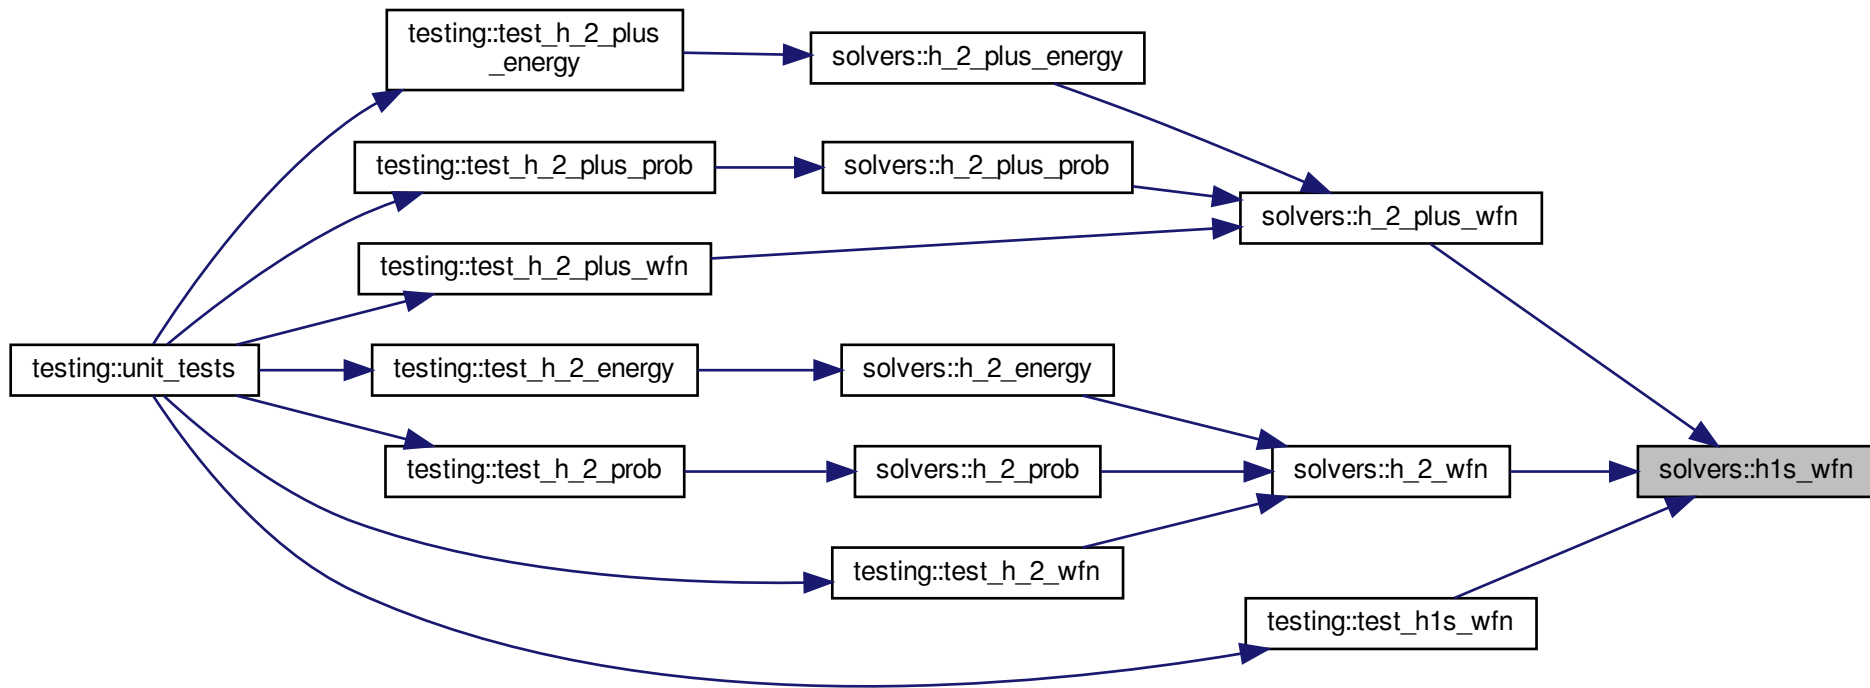 testing::test_h_2_plus
_energy
solvers::h_2_plus_energy
testing::test_h_2_plus_prob
solvers::h_2_plus_prob
solvers::h_2_plus_wfn
testing::test_h_2_plus_wfn
testing::unit_tests
testing::test_h_2_energy
solvers::h_2_energy
testing::test_h_2_prob
solvers::h_2_prob
solvers::h_2_wfn
solvers::h1s_wfn
testing::test_h_2_wfn
testing::test_h1s_wfn